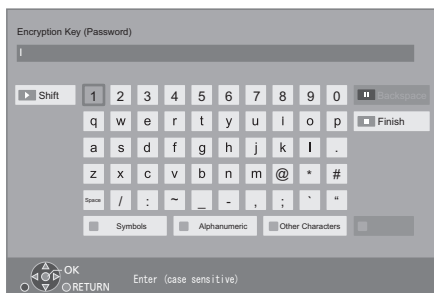 Encryption Key (Password)
Shift 1 2 3 4 5 6 7 8 9 0 Backspace
q w e r t y u i o p Finish
a s d f g h j k l .
z x c v b n m @ * #
Space / : ~ _ - , ; ` “
Symbols Alphanumeric Other Characters
OK
RETURN
Enter (case sensitive)